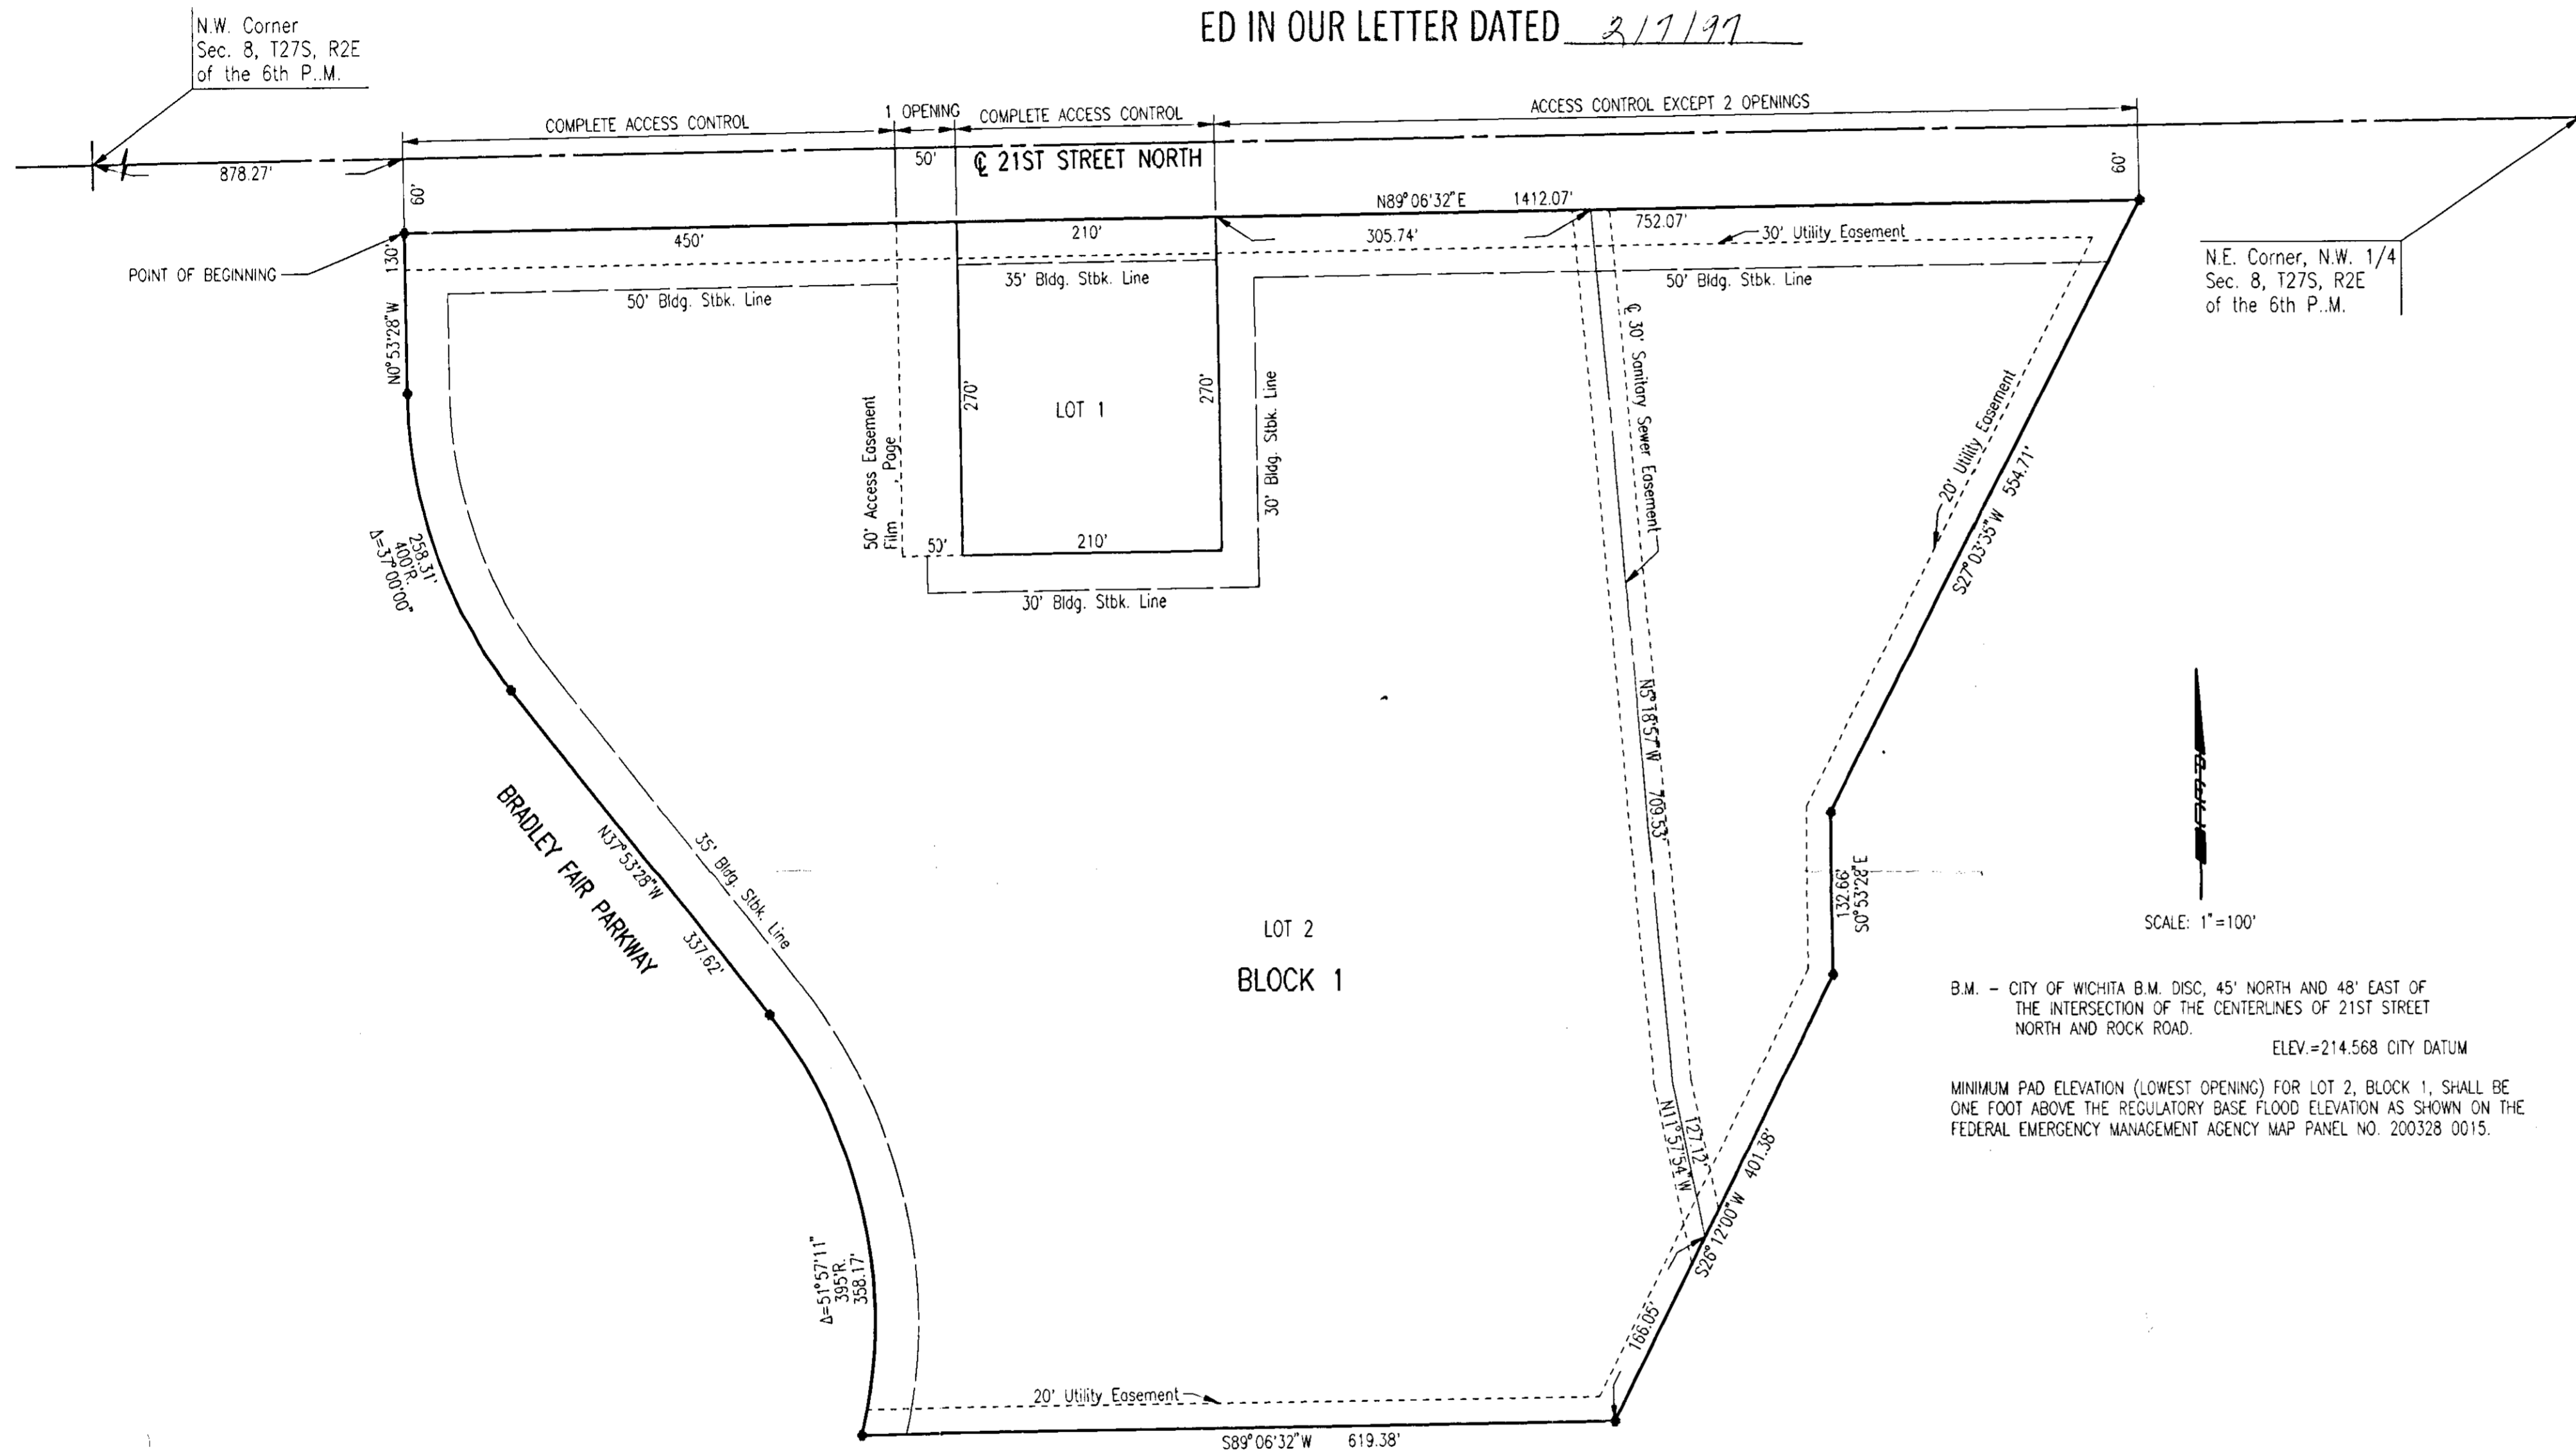 ED IN OUR LETTER DATED 2/7/97
N.W. Corner
Sec. 8, T27S, R2E
of the 6th P..M.
COMPLETE ACCESS CONTROL
1 OPENING
COMPLETE ACCESS CONTROL
ACCESS CONTROL EXCEPT 2 OPENINGS
878.27'
60'
50'
℄ 21ST STREET NORTH
60'
N89°06'32"E 1412.07'
POINT OF BEGINNING
450'
210'
305.74'
752.07'
30' Utility Easement
N.E. Corner, N.W. 1/4
Sec. 8, T27S, R2E
of the 6th P..M.
130'
N0°53'28"W
50' Bldg. Stbk. Line
35' Bldg. Stbk. Line
50' Bldg. Stbk. Line
50' Access Easement
Film , Page
270'
LOT 1
270'
30' Bldg. Stbk. Line
℄ 30' Sanitary Sewer Easement
20' Utility Easement
S27°03'35"W 554.71'
50'
210'
30' Bldg. Stbk. Line
258.31'
400'R.
Δ=37°00'00"
N5°18'57"W 709.53'
BRADLEY FAIR PARKWAY
N37°53'28"W 337.62'
35' Bldg. Stbk. Line
132.66'
S0°53'28"E
LOT 2
BLOCK 1
SCALE: 1"=100'
B.M. - CITY OF WICHITA B.M. DISC, 45' NORTH AND 48' EAST OF
THE INTERSECTION OF THE CENTERLINES OF 21ST STREET
NORTH AND ROCK ROAD.
ELEV.=214.568 CITY DATUM
MINIMUM PAD ELEVATION (LOWEST OPENING) FOR LOT 2, BLOCK 1, SHALL BE
ONE FOOT ABOVE THE REGULATORY BASE FLOOD ELEVATION AS SHOWN ON THE
FEDERAL EMERGENCY MANAGEMENT AGENCY MAP PANEL NO. 200328 0015.
N11°57'54"W
127.12'
S26°12'00"W 401.38'
Δ=51°57'11"
395'R.
358.17'
166.05'
20' Utility Easement
S89°06'32"W 619.38'